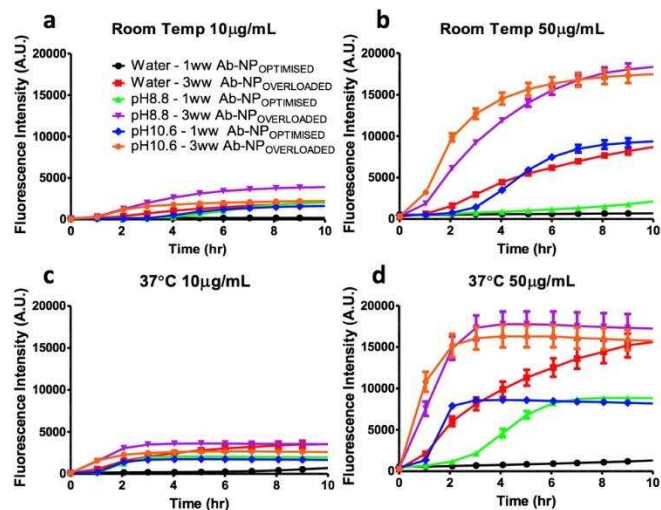 a
Room Temp 10µg/mL
Fluorescence Intensity (A.U.)
20000
15000
10000
5000
0
Water - 1ww Ab-NPOPTIMISED
Water - 3ww Ab-NPOVERLOADED
pH8.8 - 1ww Ab-NPOPTIMISED
pH8.8 - 3ww Ab-NPOVERLOADED
pH10.6 - 1ww Ab-NPOPTIMISED
pH10.6 - 3ww Ab-NPOVERLOADED
0 2 4 6 8 10
Time (hr)
b
Room Temp 50µg/mL
Fluorescence Intensity (A.U.)
20000
15000
10000
5000
0
0 2 4 6 8 10
Time (hr)
c
37°C 10µg/mL
Fluorescence Intensity (A.U.)
20000
15000
10000
5000
0
0 2 4 6 8 10
Time (hr)
d
37°C 50µg/mL
Fluorescence Intensity (A.U.)
20000
15000
10000
5000
0
0 2 4 6 8 10
Time (hr)